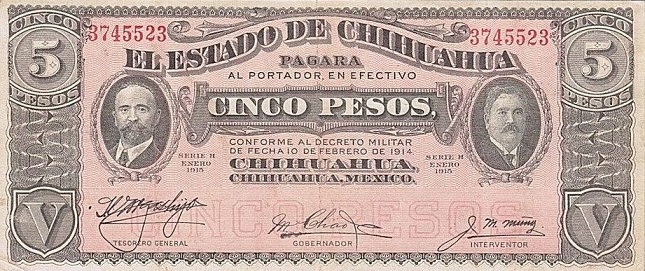 CINCO 5 PESOS
3745523
EL ESTADO DE CHIHUAHUA
3745523
CINCO 5 PESOS
PAGARA
AL PORTADOR, EN EFECTIVO
CINCO PESOS,
CONFORME AL DECRETO MILITAR
DE FECHA 10 DE FEBRERO DE 1914
CHIHUAHUA,
CHIHUAHUA, MEXICO.
SERIE H
ENERO
1915
SERIE H
ENERO
1915
CINCO PESOS
V
TESORERO GENERAL
GOBERNADOR
INTERVENTOR
V